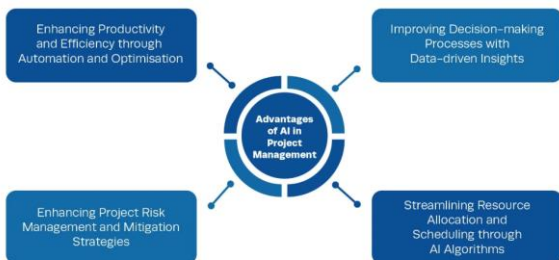 Enhancing Productivity
and Efficiency through
Automation and Optimisation
Improving Decision-making
Processes with
Data-driven Insights
Advantages
of AI in
Project
Management
Enhancing Project Risk
Management and Mitigation
Strategies
Streamlining Resource
Allocation and
Scheduling through
AI Algorithms